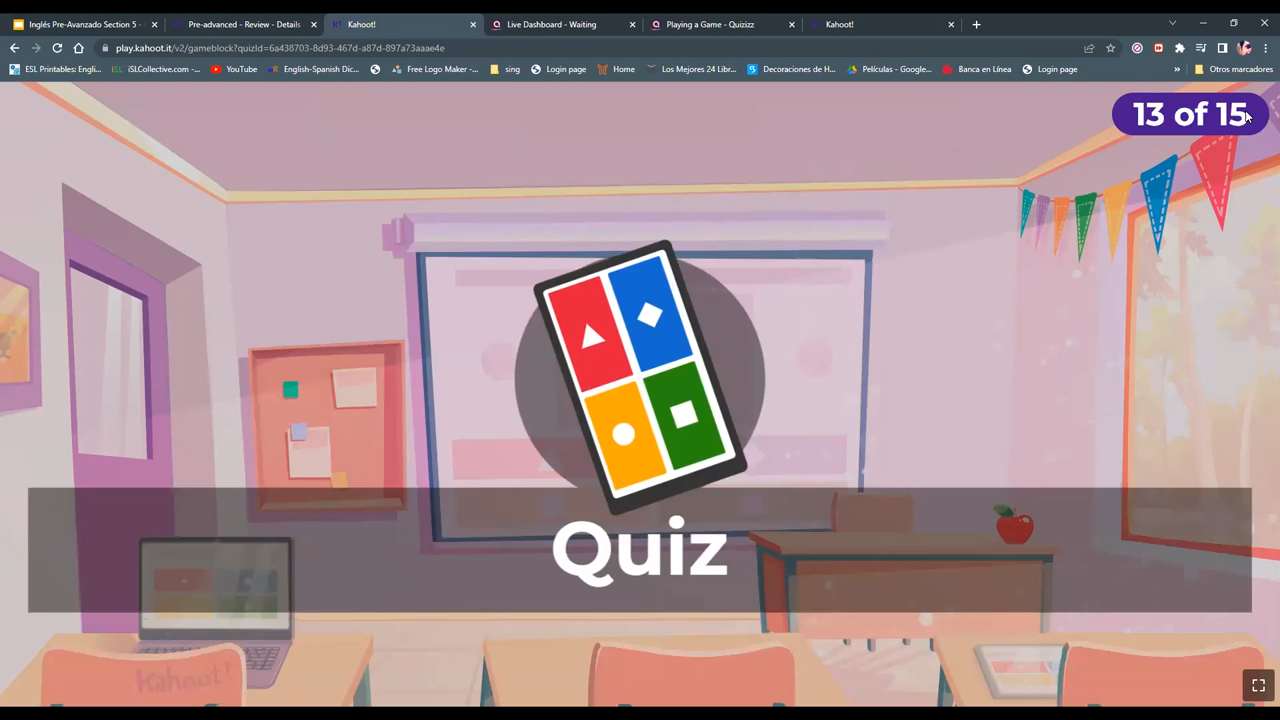 Inglés Pre-Avanzado Section 5 -
Pre-advanced - Review - Details
Kahoot!
Live Dashboard - Waiting
Playing a Game - Quizizz
Kahoot!
play.kahoot.it/v2/gameblock?quizId=6a438703-8d93-467d-a87d-897a73aaae4e
ESL Printables: Engli...
iSLCollective.com -...
YouTube
English-Spanish Dic...
Free Logo Maker -...
sing
Login page
Home
Los Mejores 24 Libr...
Decoraciones de H...
Películas - Google...
Banca en Línea
Login page
»
Otros marcadores
13 of 15
Quiz
Kahoot!